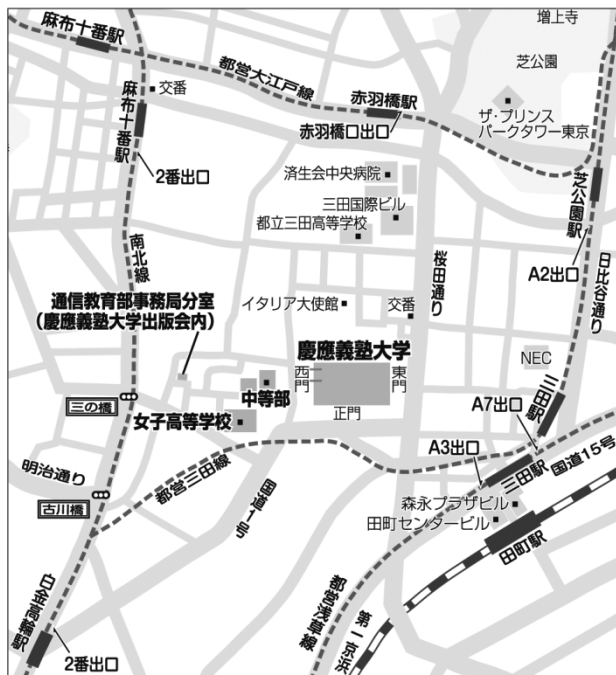 麻布十番駅
増上寺
芝公園
都営大江戸線
交番
麻布十番駅
赤羽橋駅
ザ・プリンス
パークタワー東京
赤羽橋口出口
2番出口
済生会中央病院
芝公園駅
三田国際ビル
都立三田高等学校
南北線
桜田通り
A2出口
日比谷通り
通信教育部事務局分室
(慶應義塾大学出版会内)
イタリア大使館
交番
慶應義塾大学
NEC
西門
東門
三田駅
中等部
正門
三の橋
女子高等学校
A7出口
A3出口
明治通り
都営三田線
国道1号
三田駅
国道15号
古川橋
森永プラザビル
田町センタービル
田町駅
白金高輪駅
2番出口
都営浅草線
第一京浜